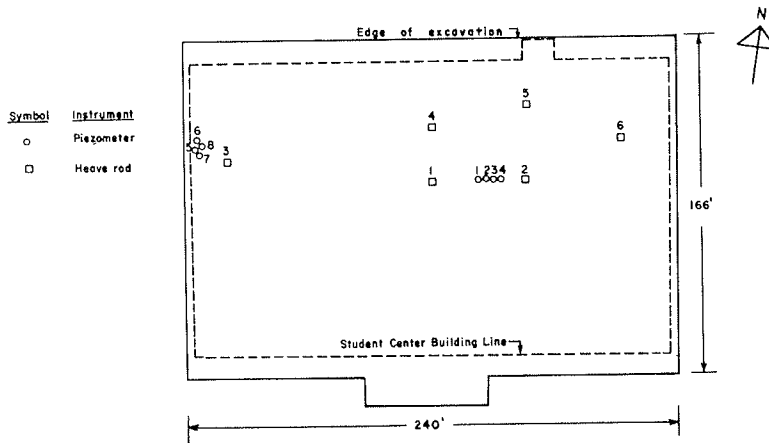 N
Edge of excavation
Symbol Instrument
Piezometer
Heave rod
5
4
6
6
5 8
7
3
1
1 2 3 4
2
166'
Student Center Building Line
240'